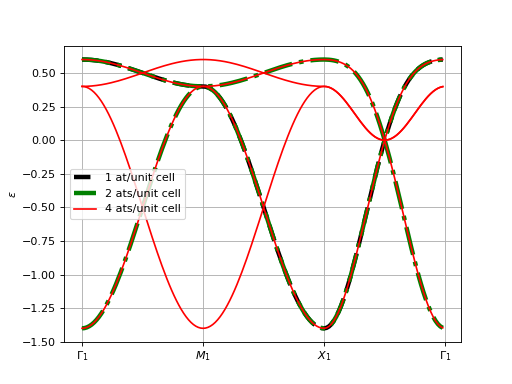 0.50
0.25
0.00
−0.25
−0.50
−0.75
−1.00
−1.25
−1.50
ε
1 at/unit cell
2 ats/unit cell
4 ats/unit cell
Γ₁ M₁ X₁ Γ₁